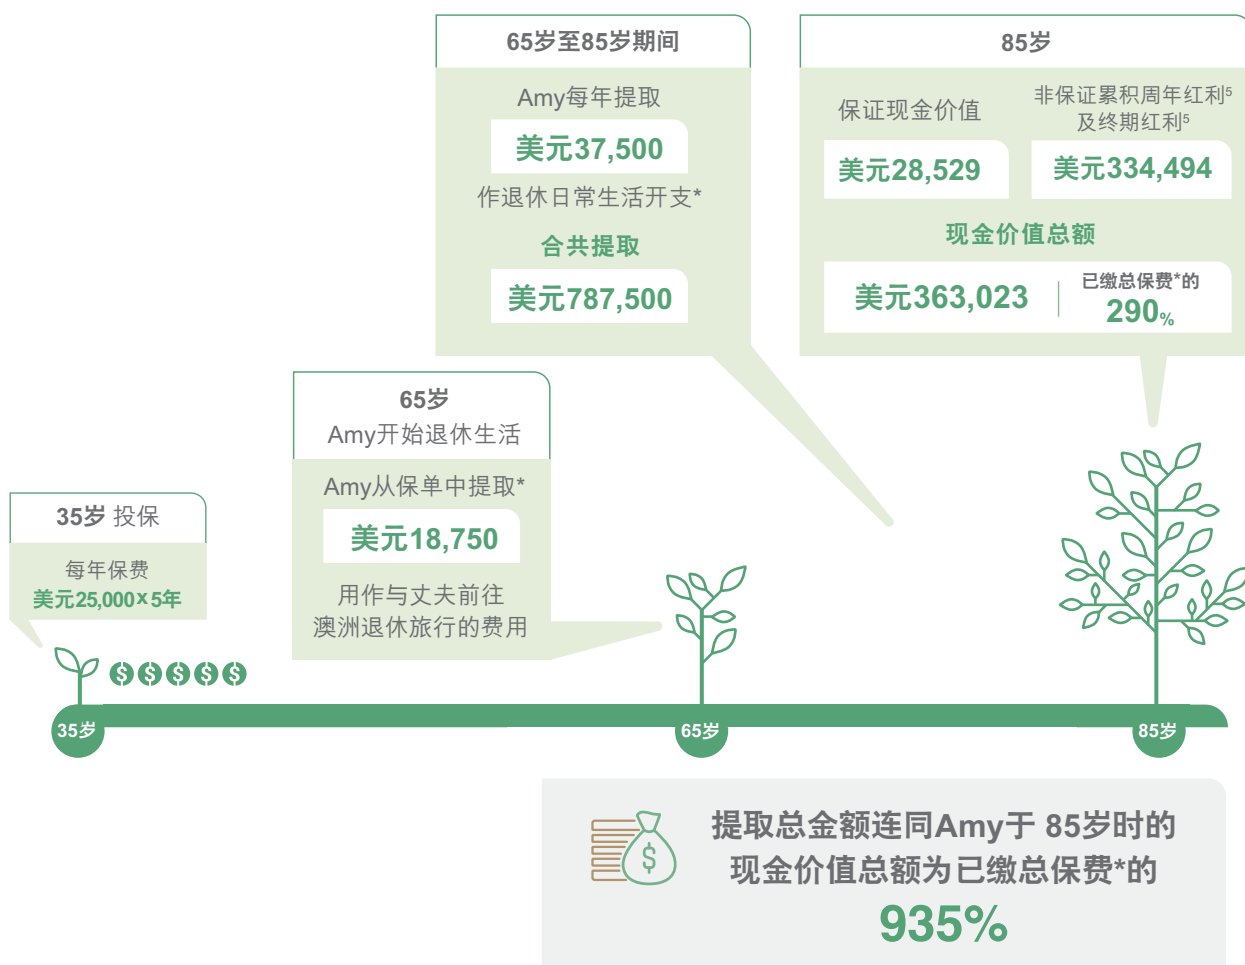 65岁至85岁期间
Amy每年提取
美元37,500
作退休日常生活开支*
合共提取
美元787,500
85岁
保证现金价值
美元28,529
非保证累积周年红利5
及终期红利5
美元334,494
现金价值总额
美元363,023
已缴总保费*的
290%
65岁
Amy开始退休生活
Amy从保单中提取*
美元18,750
用作与丈夫前往
澳洲退休旅行的费用
35岁 投保
每年保费
美元25,000x5年
$ $ $ $ $
35岁
65岁
85岁
$
提取总金额连同Amy于 85岁时的
现金价值总额为已缴总保费*的
935%